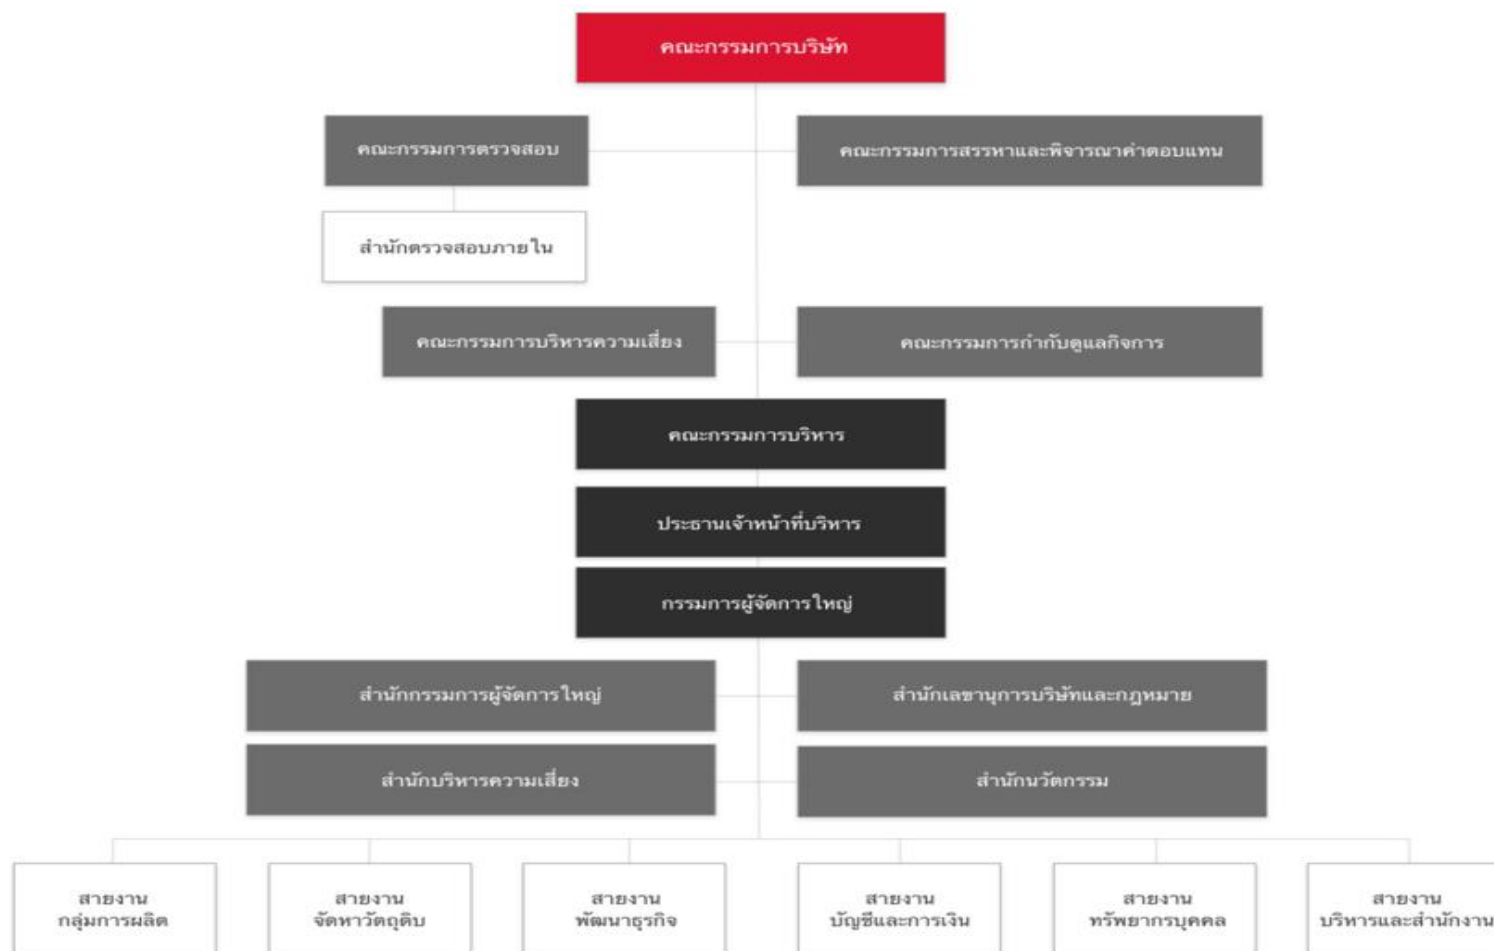 คณะกรรมการบริษัท
คณะกรรมการตรวจสอบ
คณะกรรมการสรรหาและพิจารณาค่าตอบแทน
สำนักตรวจสอบภายใน
คณะกรรมการบริหารความเสี่ยง
คณะกรรมการกำกับดูแลกิจการ
คณะกรรมการบริหาร
ประธานเจ้าหน้าที่บริหาร
กรรมการผู้จัดการใหญ่
สำนักกรรมการผู้จัดการใหญ่
สำนักเลขานุการบริษัทและกฎหมาย
สำนักบริหารความเสี่ยง
สำนักนวัตกรรม
สายงาน
กลุ่มการผลิต
สายงาน
จัดหาวัตถุดิบ
สายงาน
พัฒนาธุรกิจ
สายงาน
บัญชีและการเงิน
สายงาน
ทรัพยากรบุคคล
สายงาน
บริหารและสำนักงาน